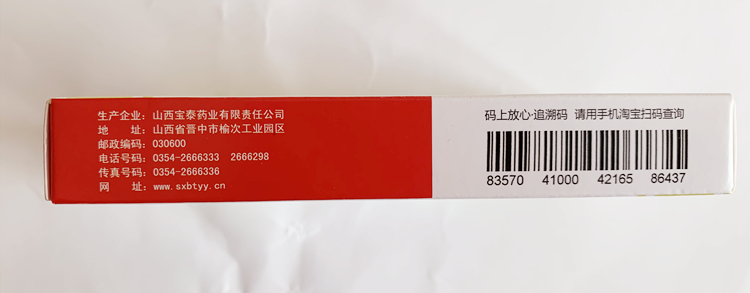 生产企业：山西宝泰药业有限责任公司
地　址：山西省晋中市榆次工业园区
邮政编码：030600
电话号码：0354-2666333　2666298
传真号码：0354-2666336
网　址：www.sxbtyy.cn
码上放心·追溯码　请用手机淘宝扫码查询
83570　41000　42165　86437